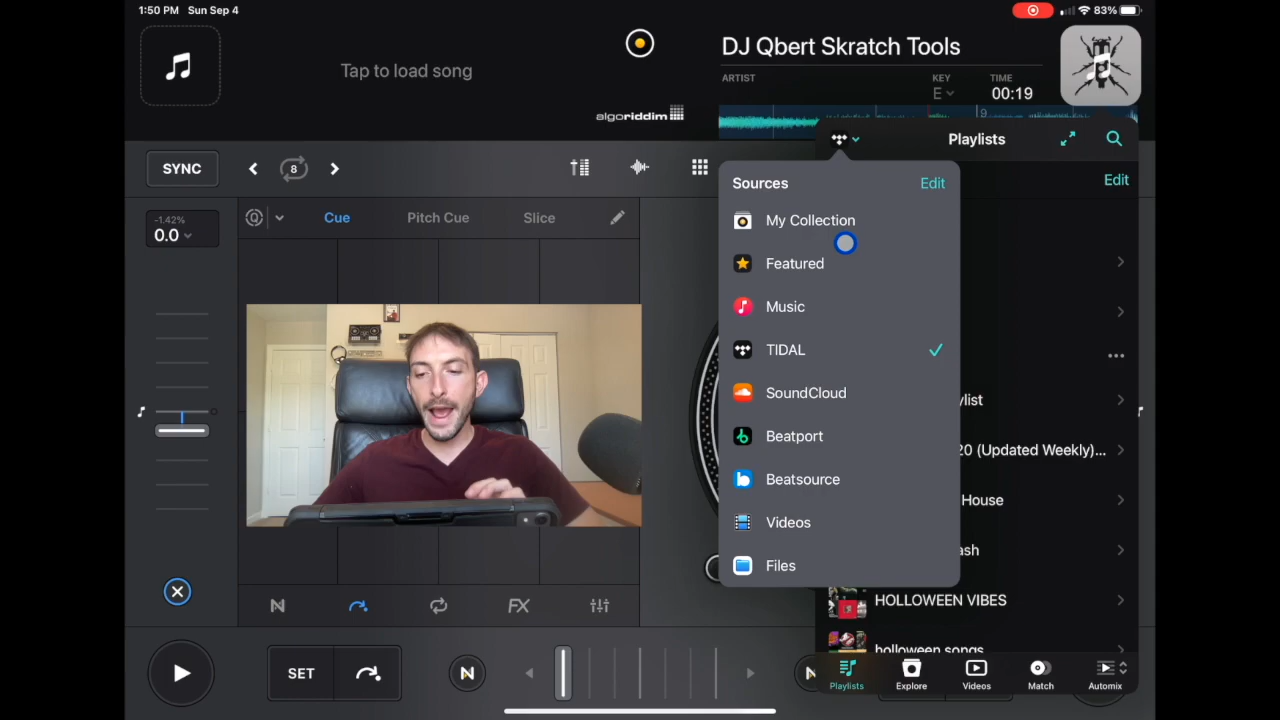 1:50 PM Sun Sep 4
83%
Tap to load song
algoriddim
DJ Qbert Skratch Tools
ARTIST
KEY
TIME
E
00:19
9
Playlists
SYNC
8
Sources
Edit
Edit
-1.42%
0.0
Cue
Pitch Cue
Slice
My Collection
Featured
Music
TIDAL
SoundCloud
ylist
Beatport
20 (Updated Weekly)...
Beatsource
House
Videos
ash
Files
HOLLOWEEN VIBES
holloween songs
N
FX
SET
N
N
Playlists
Explore
Videos
Match
Automix